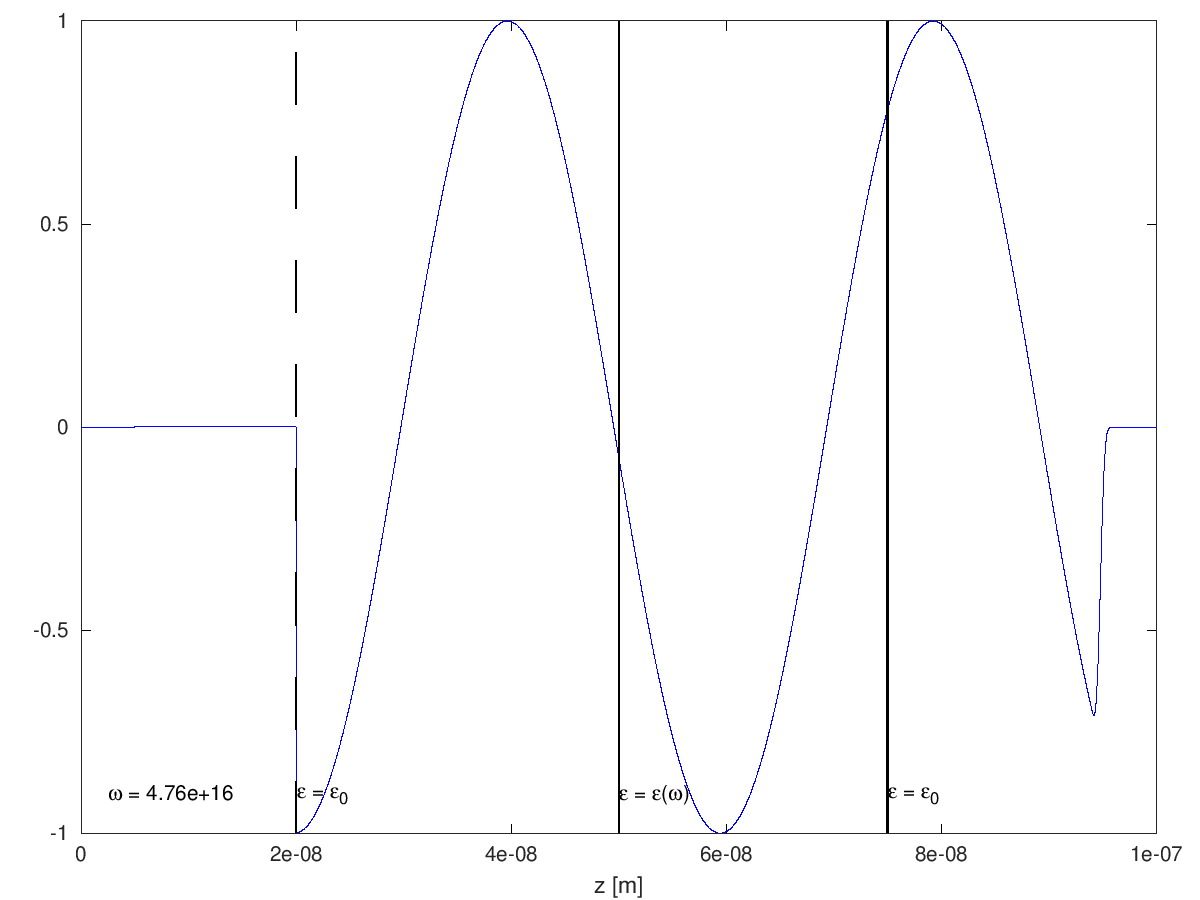 1
0.5
0
-0.5
-1
ω = 4.76e+16
ε = ε₀
ε = ε(ω)
ε = ε₀
0
2e-08
4e-08
6e-08
8e-08
1e-07
z [m]